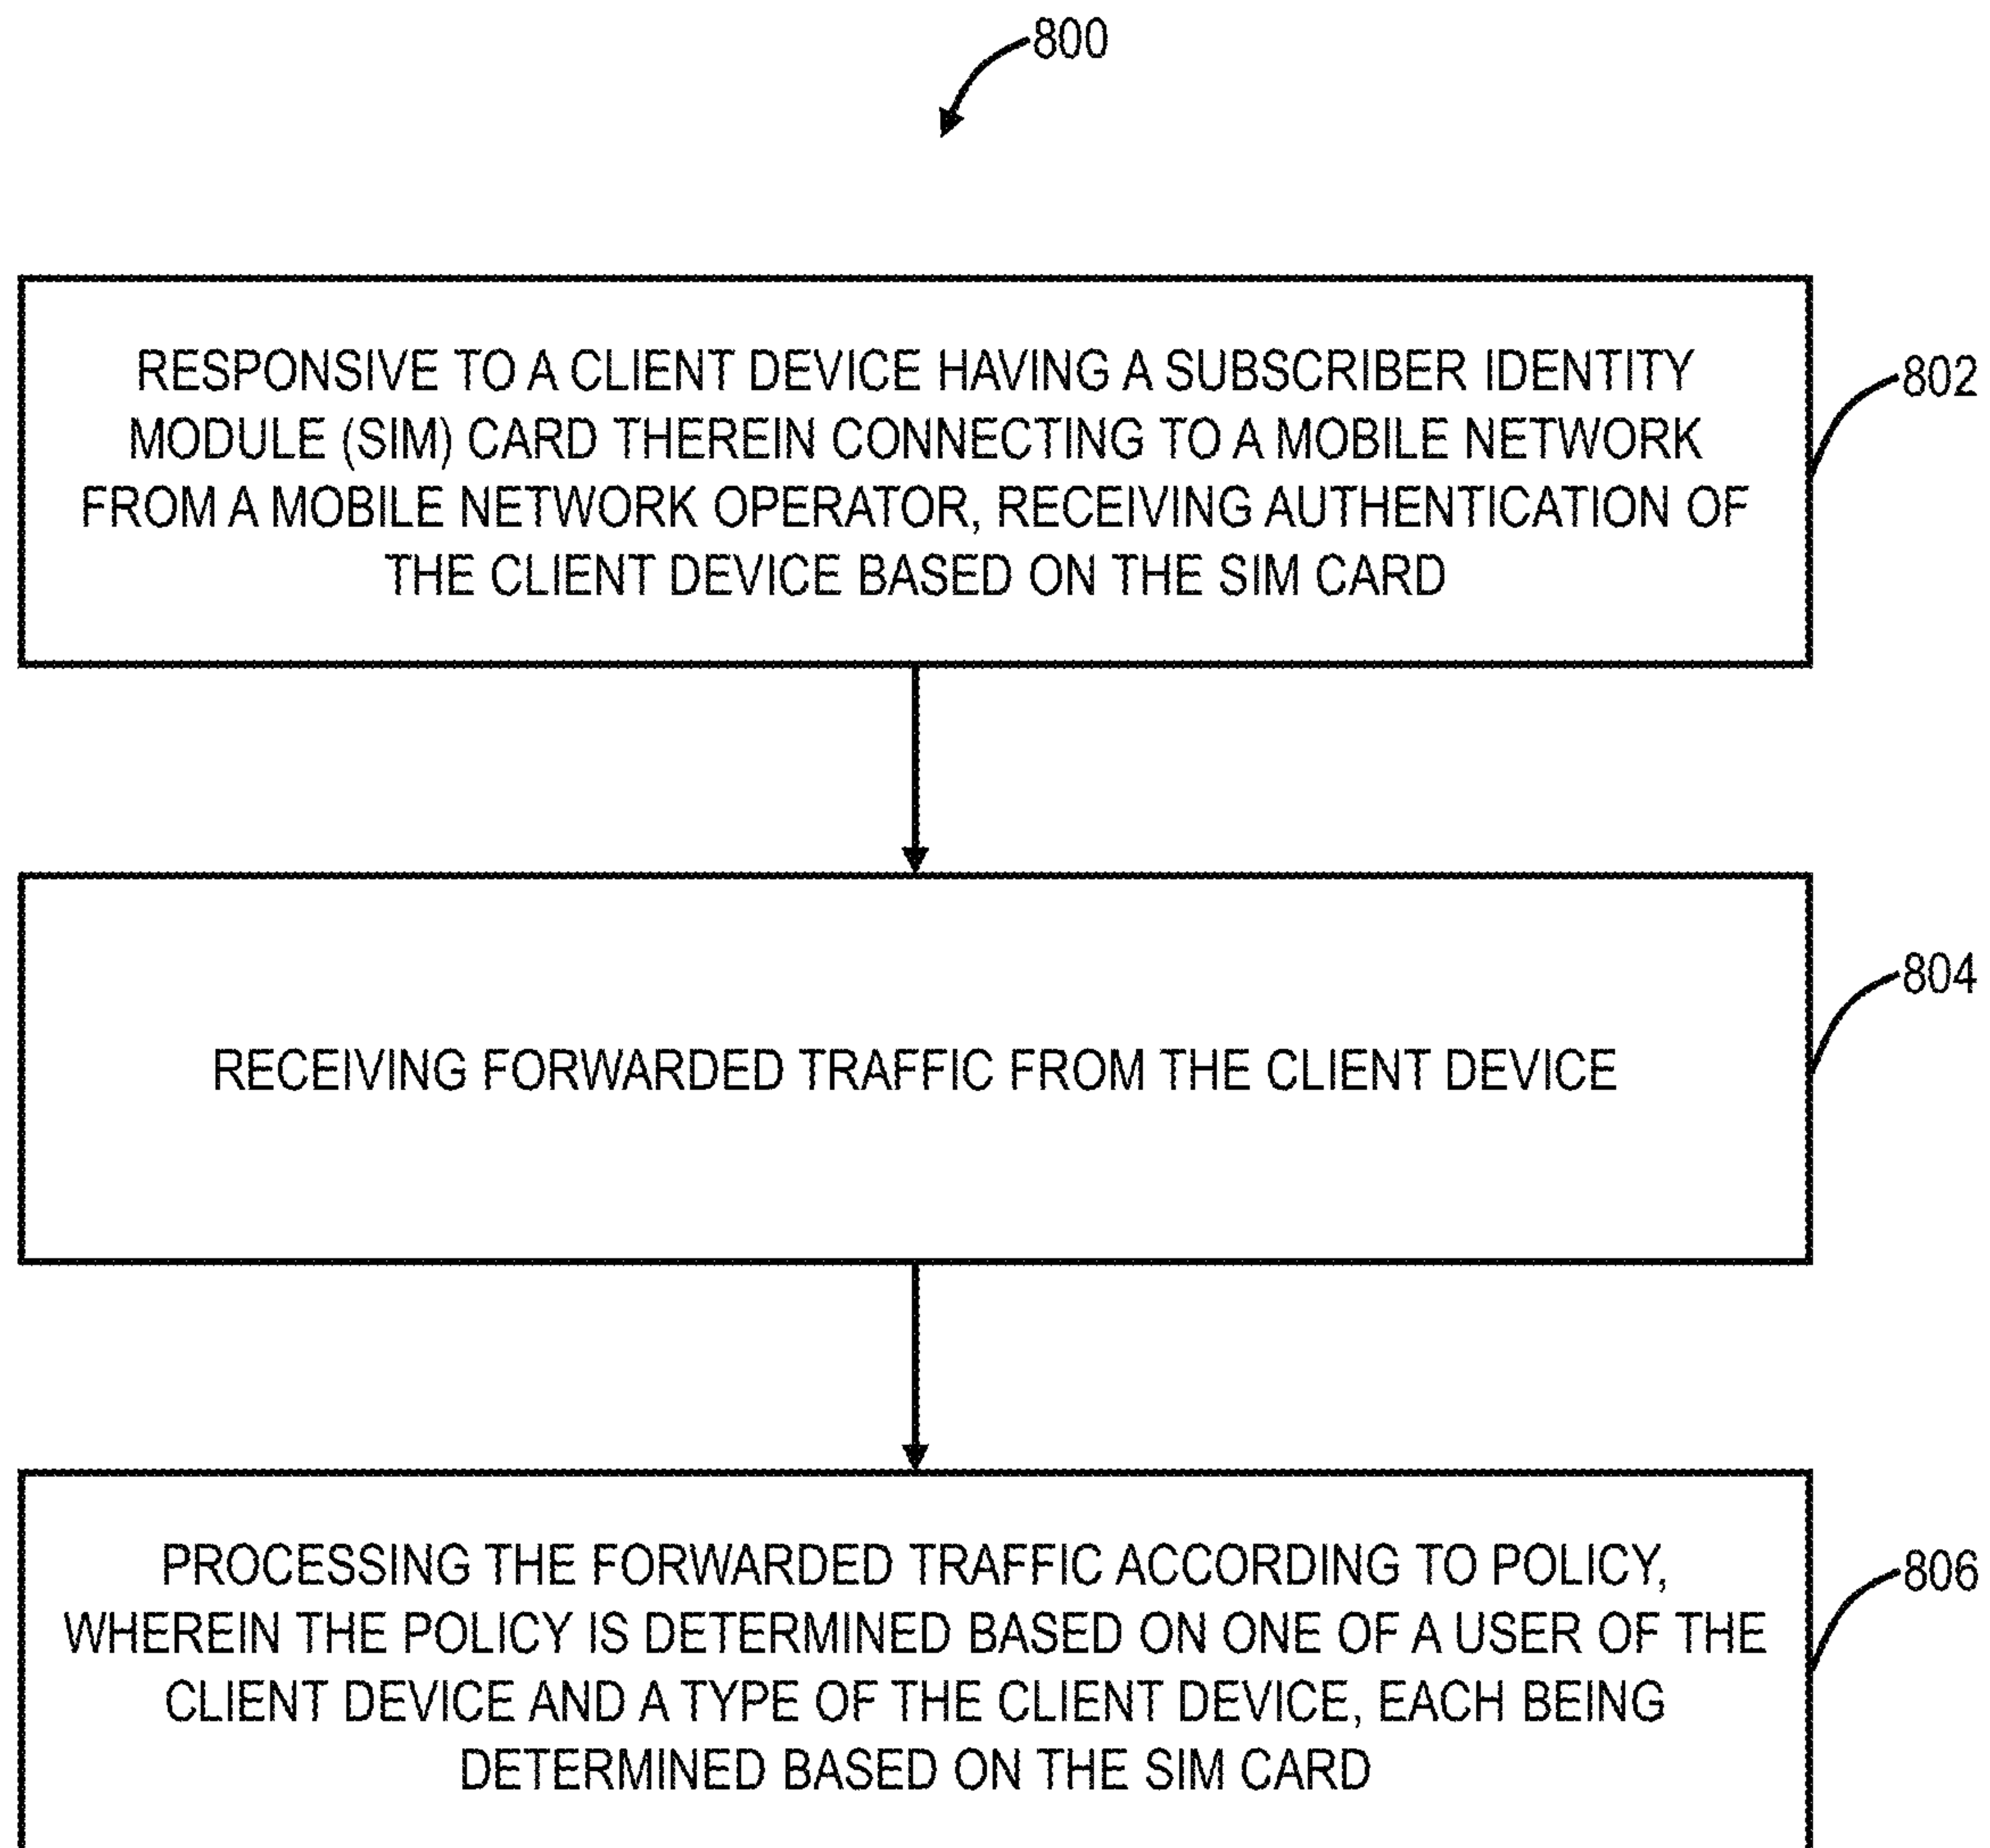 800
RESPONSIVE TO A CLIENT DEVICE HAVING A SUBSCRIBER IDENTITY
MODULE (SIM) CARD THEREIN CONNECTING TO A MOBILE NETWORK
FROM A MOBILE NETWORK OPERATOR, RECEIVING AUTHENTICATION OF
THE CLIENT DEVICE BASED ON THE SIM CARD
802
RECEIVING FORWARDED TRAFFIC FROM THE CLIENT DEVICE
804
PROCESSING THE FORWARDED TRAFFIC ACCORDING TO POLICY,
WHEREIN THE POLICY IS DETERMINED BASED ON ONE OF A USER OF THE
CLIENT DEVICE AND A TYPE OF THE CLIENT DEVICE, EACH BEING
DETERMINED BASED ON THE SIM CARD
806